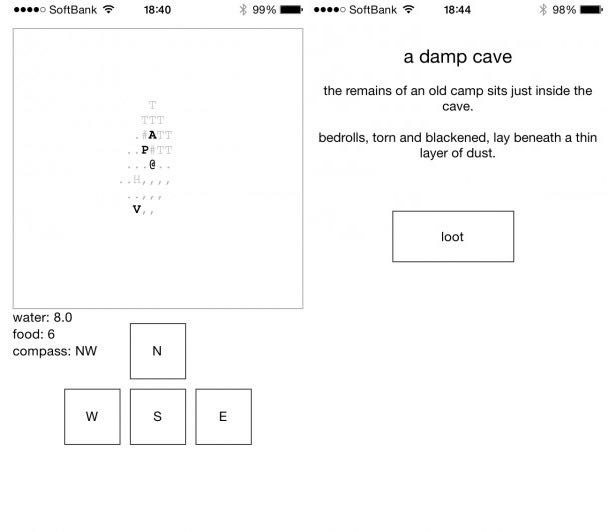 SoftBank 18:40 99%
T
TTT
.#ATT
..P#TT
...@..
..H,,,,
..,,,
V,,
water: 8.0
food: 6
compass: NW
N
W S E
SoftBank 18:44 98%
a damp cave
the remains of an old camp sits just inside the
cave.
bedrolls, torn and blackened, lay beneath a thin
layer of dust.
loot